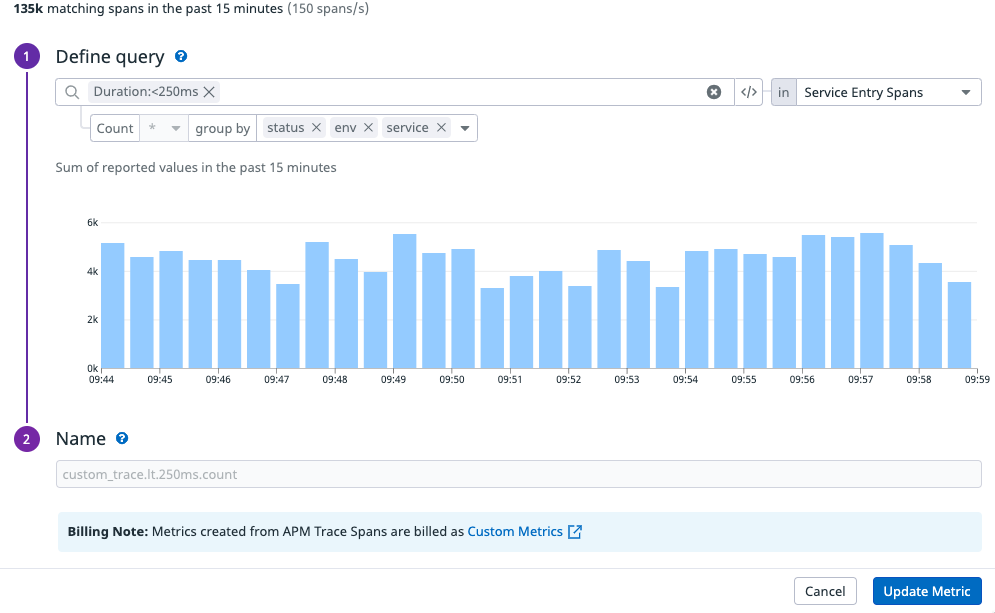 135k matching spans in the past 15 minutes (150 spans/s)
1 Define query ?
Duration:<250ms </> in Service Entry Spans
Count * group by status env service
Sum of reported values in the past 15 minutes
6k
4k
2k
0k
09:44 09:45 09:46 09:47 09:48 09:49 09:50 09:51 09:52 09:53 09:54 09:55 09:56 09:57 09:58 09:59
2 Name ?
custom_trace.lt.250ms.count
Billing Note: Metrics created from APM Trace Spans are billed as Custom Metrics
Cancel Update Metric